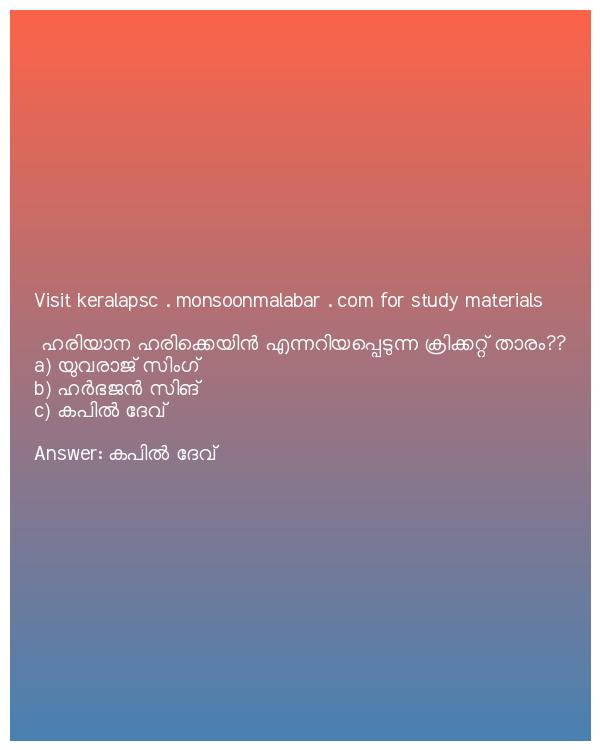 Visit keralapsc . monsoonmalabar . com for study materials
ഹരിയാന ഹരിക്കെയിൻ എന്നറിയപ്പെടുന്ന ക്രിക്കറ്റ് താരം??
a) യുവരാജ് സിംഗ്
b) ഹർഭജൻ സിങ്
c) കപിൽ ദേവ്
Answer: കപിൽ ദേവ്